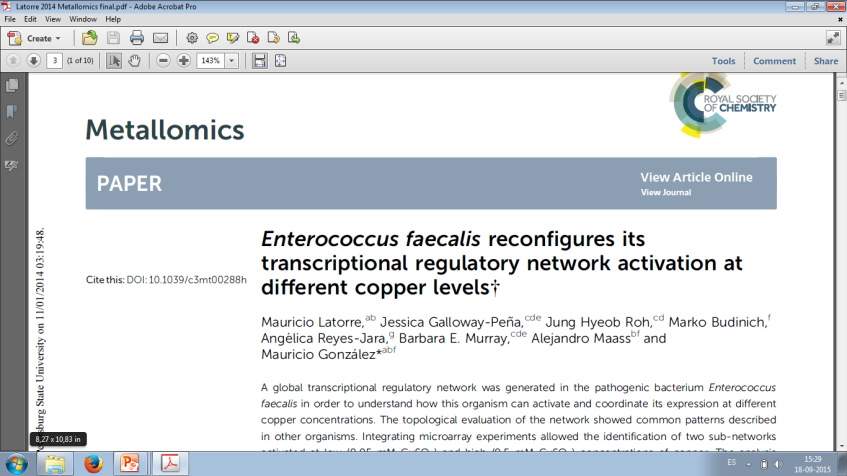 Latorre 2014 Metallomics final.pdf - Adobe Acrobat Pro
File Edit View Window Help
Create
3 (1 of 10) 143% Tools Comment Share
ROYAL SOCIETY
OF CHEMISTRY
Metallomics
PAPER
View Article Online
View Journal
Enterococcus faecalis reconfigures its
transcriptional regulatory network activation at
different copper levels†
Cite this: DOI: 10.1039/c3mt00288h
Mauricio Latorre,ab Jessica Galloway-Peña,cde Jung Hyeob Roh,cd Marko Budinich,f
Angélica Reyes-Jara,g Barbara E. Murray,cde Alejandro Maass bf and
Mauricio González*abf
A global transcriptional regulatory network was generated in the pathogenic bacterium Enterococcus
faecalis in order to understand how this organism can activate and coordinate its expression at different
copper concentrations. The topological evaluation of the network showed common patterns described
in other organisms. Integrating microarray experiments allowed the identification of two sub-networks
State University on 11/01/2014 03:19:48.
8,27 x 10,83 in
ES
15:29
18-09-2015